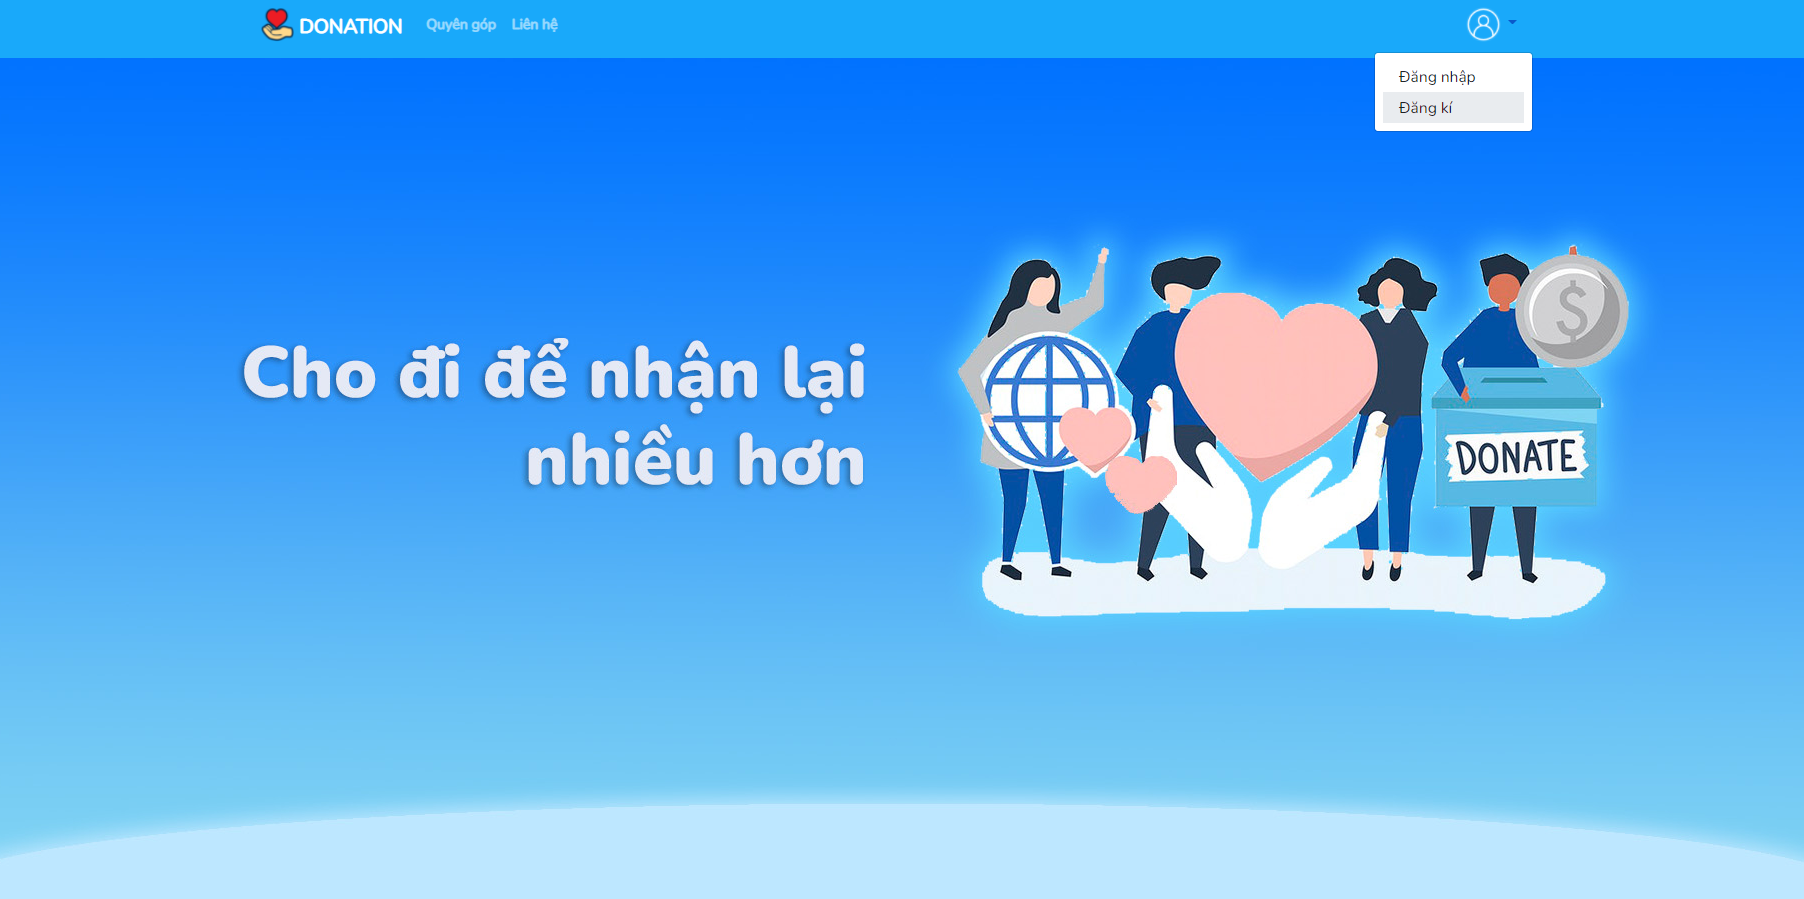 DONATION Quyên góp Liên hệ
Đăng nhập
Đăng kí
Cho đi để nhận lại
nhiều hơn
$
DONATE